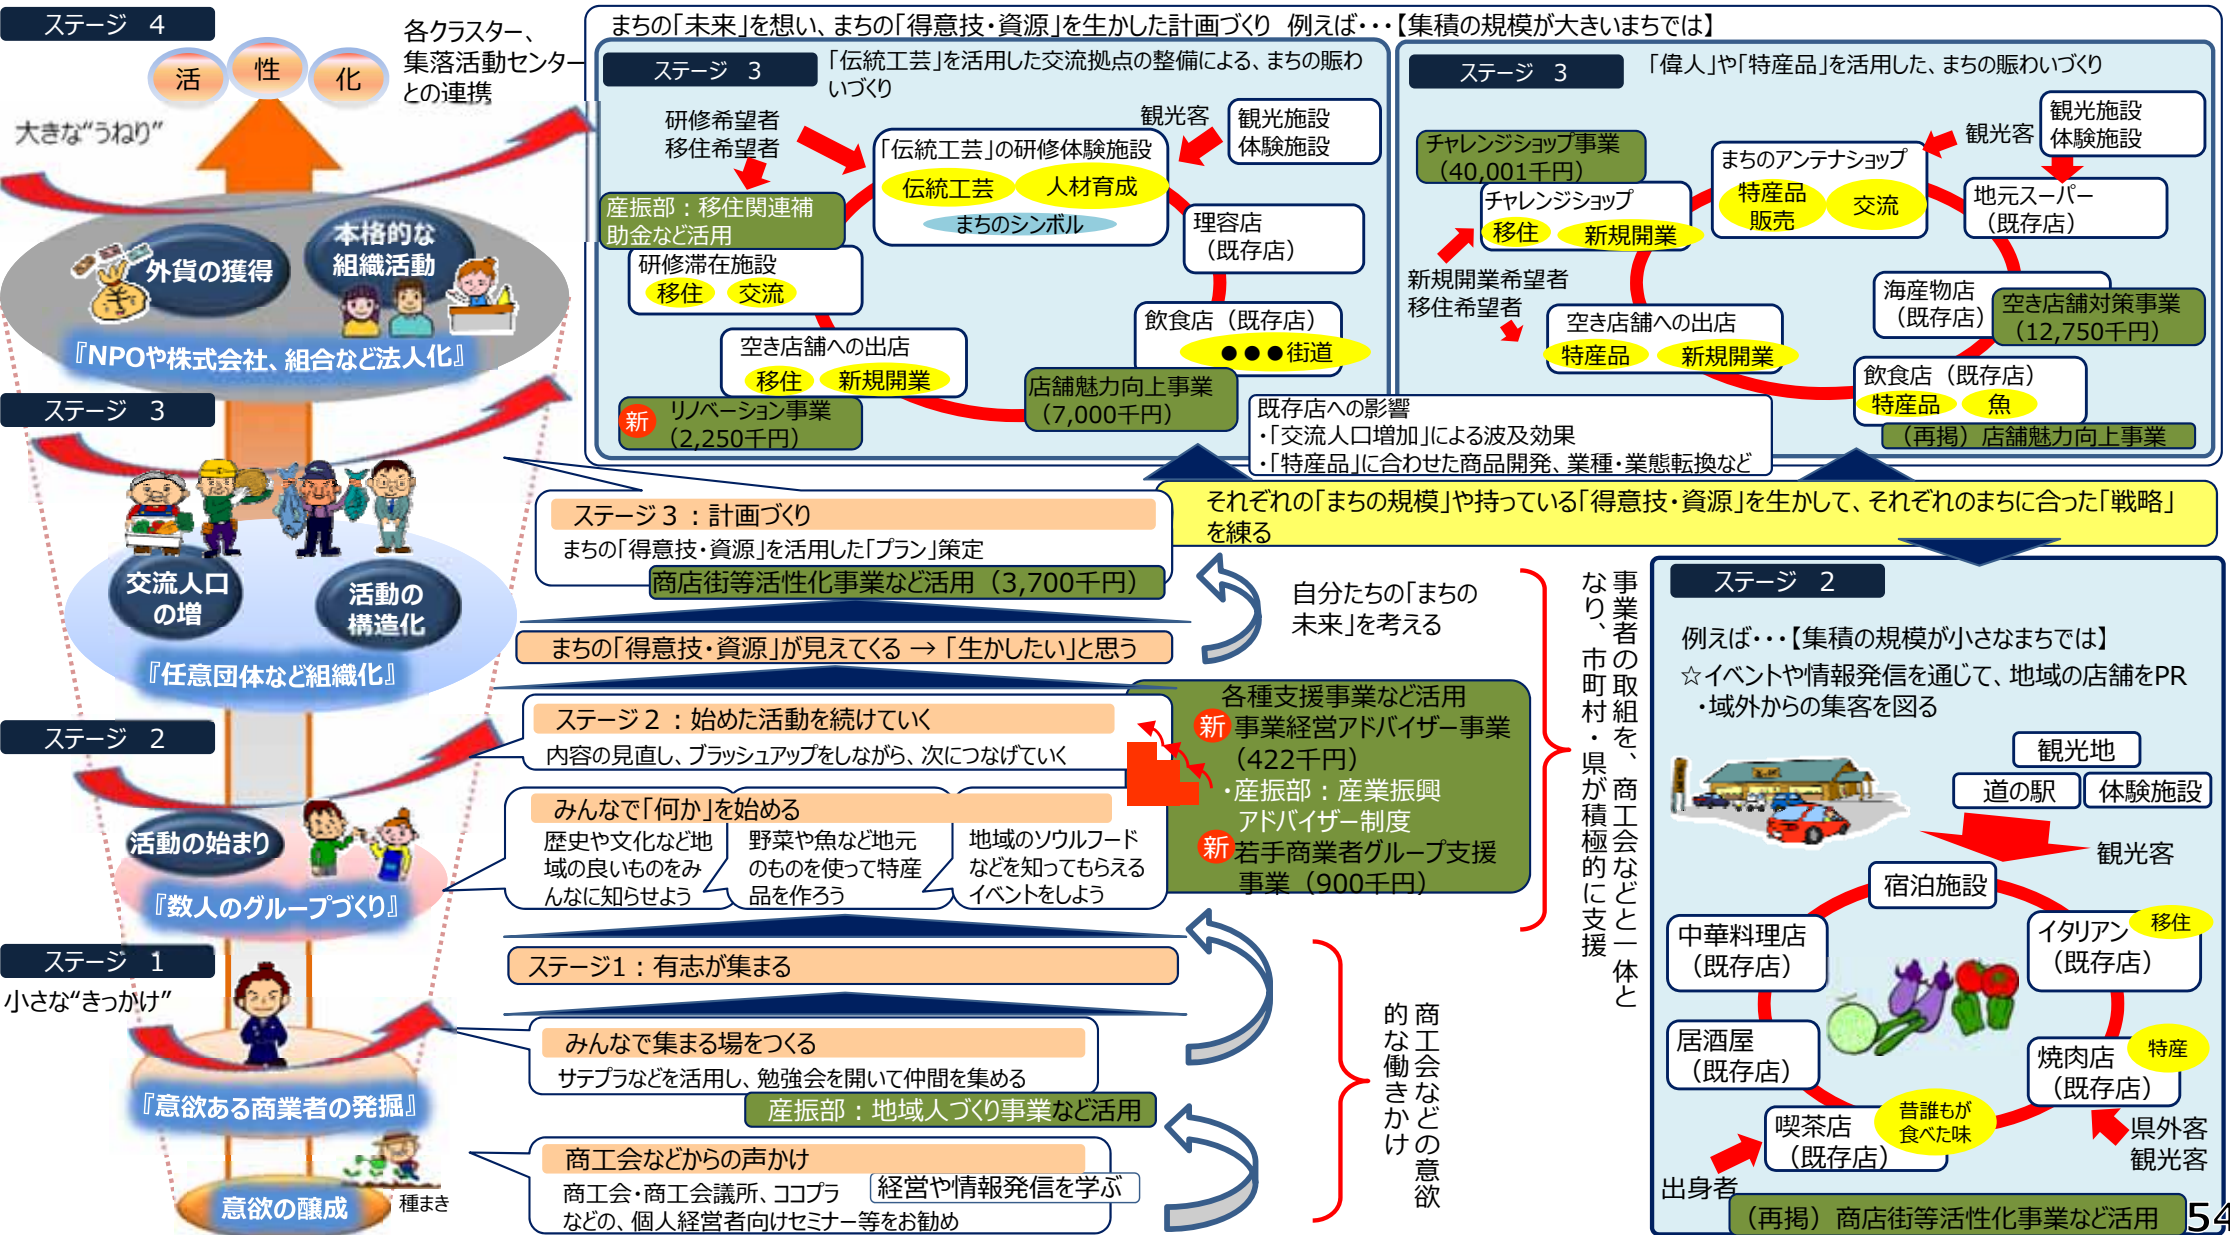 ステージ 4
活
性
化
各クラスター、
集落活動センター
との連携
大きな“うねり”
外貨の獲得
本格的な
組織活動
『NPOや株式会社、組合など法人化』
ステージ 3
交流人口
の増
活動の
構造化
『任意団体など組織化』
ステージ 2
活動の始まり
『数人のグループづくり』
ステージ 1
小さな“きっかけ”
『意欲ある商業者の発掘』
意欲の醸成
種まき
まちの「未来」を想い、まちの「得意技・資源」を生かした計画づくり 例えば・・・【集積の規模が大きいまちでは】
ステージ 3
「伝統工芸」を活用した交流拠点の整備による、まちの賑わ
いづくり
研修希望者
移住希望者
観光客
観光施設
体験施設
「伝統工芸」の研修体験施設
伝統工芸
人材育成
まちのシンボル
産振部：移住関連補
助金など活用
研修滞在施設
移住
交流
理容店
（既存店）
飲食店（既存店）
●●●街道
空き店舗への出店
移住
新規開業
新
リノベーション事業
（2,250千円）
店舗魅力向上事業
（7,000千円）
ステージ 3
「偉人」や「特産品」を活用した、まちの賑わいづくり
チャレンジショップ事業
（40,001千円）
チャレンジショップ
移住
新規開業
まちのアンテナショップ
特産品
販売
交流
観光客
観光施設
体験施設
地元スーパー
（既存店）
新規開業希望者
移住希望者
海産物店
（既存店）
空き店舗対策事業
（12,750千円）
空き店舗への出店
特産品
新規開業
飲食店（既存店）
特産品
魚
（再掲）店舗魅力向上事業
既存店への影響
・「交流人口増加」による波及効果
・「特産品」に合わせた商品開発、業種・業態転換など
それぞれの「まちの規模」や持っている「得意技・資源」を生かして、それぞれのまちに合った「戦略」
を練る
ステージ３：計画づくり
まちの「得意技・資源」を活用した「プラン」策定
商店街等活性化事業など活用（3,700千円）
まちの「得意技・資源」が見えてくる → 「生かしたい」と思う
自分たちの「まちの
未来」を考える
ステージ２：始めた活動を続けていく
内容の見直し、ブラッシュアップをしながら、次につなげていく
みんなで「何か」を始める
歴史や文化など地
域の良いものをみ
んなに知らせよう
野菜や魚など地元
のものを使って特産
品を作ろう
地域のソウルフード
などを知ってもらえる
イベントをしよう
各種支援事業など活用
新
事業経営アドバイザー事業
（422千円）
・産振部：産業振興
アドバイザー制度
新
若手商業者グループ支援
事業（900千円）
事業者の取組を、商工会などと一体と
なり、市町村・県が積極的に支援
ステージ1：有志が集まる
みんなで集まる場をつくる
サテプラなどを活用し、勉強会を開いて仲間を集める
産振部：地域人づくり事業など活用
商工会などからの声かけ
商工会・商工会議所、ココプラ
などの、個人経営者向けセミナー等をお勧め
経営や情報発信を学ぶ
商工会などの意欲
的な働きかけ
ステージ 2
例えば・・・【集積の規模が小さなまちでは】
☆イベントや情報発信を通じて、地域の店舗をPR
・域外からの集客を図る
観光地
道の駅
体験施設
観光客
宿泊施設
中華料理店
（既存店）
イタリアン
（既存店）
移住
居酒屋
（既存店）
焼肉店
（既存店）
特産
喫茶店
（既存店）
昔誰もが
食べた味
出身者
県外客
観光客
（再掲）商店街等活性化事業など活用
54